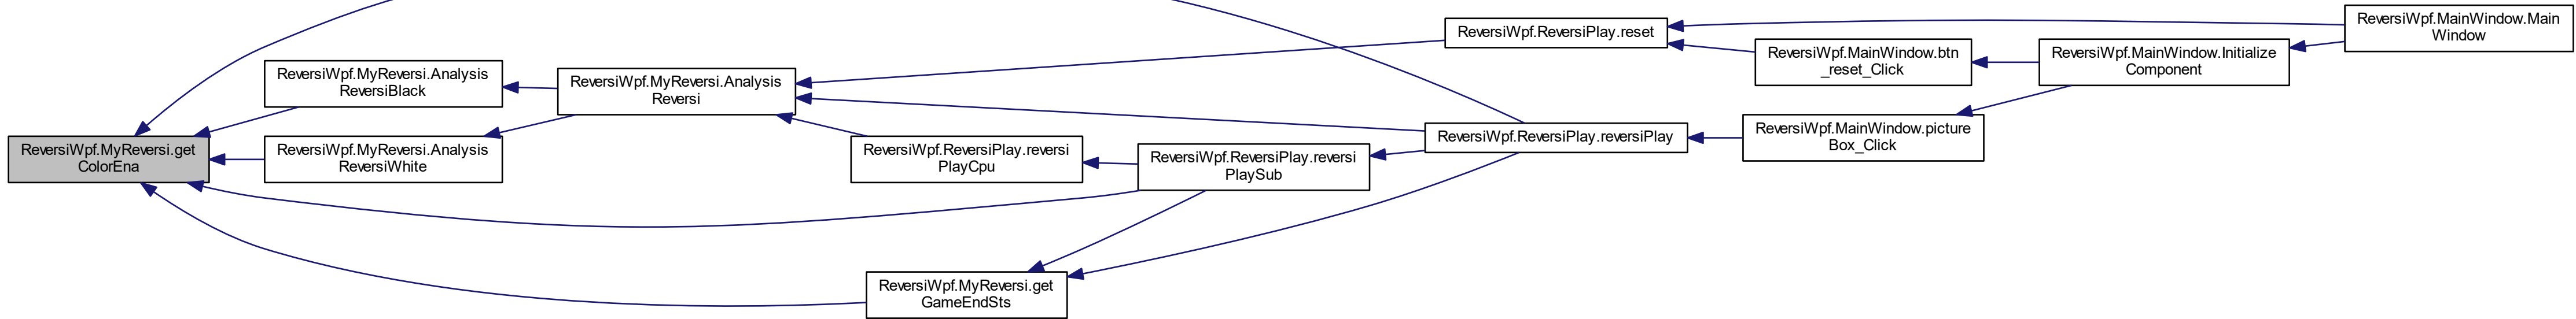 ReversiWpf.MyReversi.get
ColorEna
ReversiWpf.MyReversi.Analysis
ReversiBlack
ReversiWpf.MyReversi.Analysis
ReversiWhite
ReversiWpf.MyReversi.Analysis
Reversi
ReversiWpf.ReversiPlay.reversi
PlayCpu
ReversiWpf.MyReversi.get
GameEndSts
ReversiWpf.ReversiPlay.reversi
PlaySub
ReversiWpf.ReversiPlay.reset
ReversiWpf.ReversiPlay.reversiPlay
ReversiWpf.MainWindow.btn
_reset_Click
ReversiWpf.MainWindow.picture
Box_Click
ReversiWpf.MainWindow.Initialize
Component
ReversiWpf.MainWindow.Main
Window